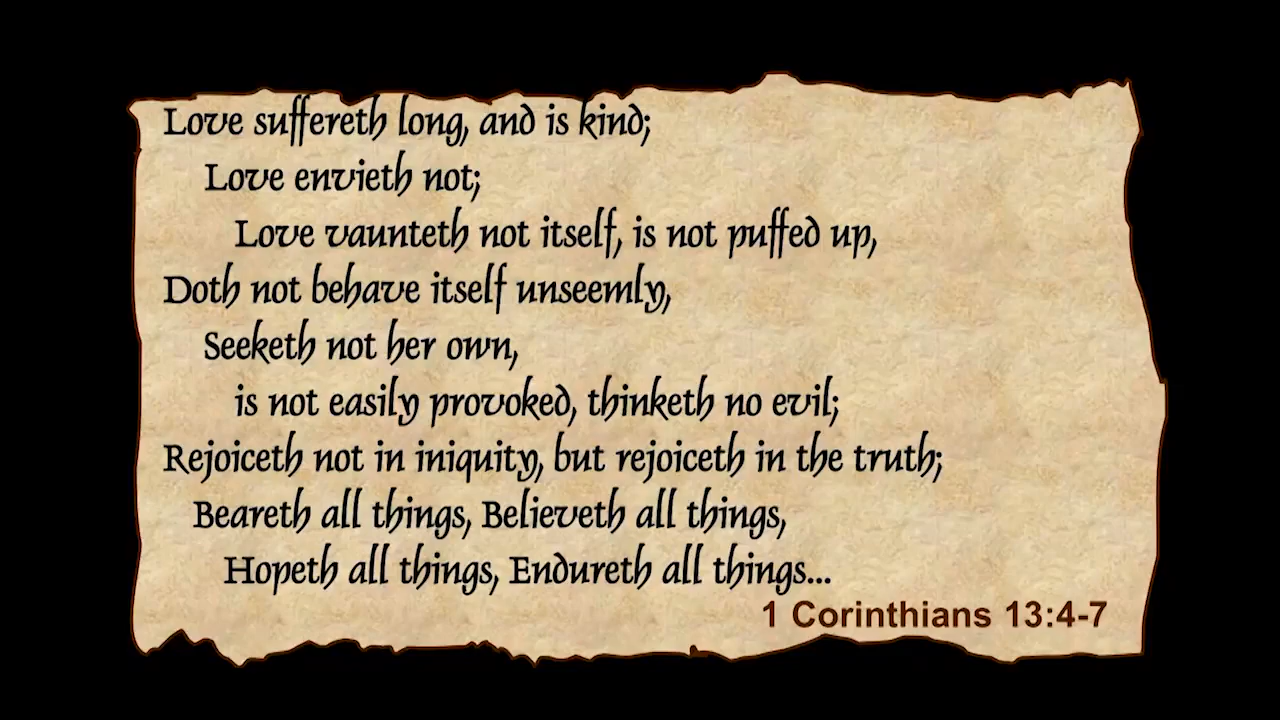 Love suffereth long, and is kind;
Love envieth not;
Love vaunteth not itself, is not puffed up,
Doth not behave itself unseemly,
Seeketh not her own,
is not easily provoked, thinketh no evil;
Rejoiceth not in iniquity, but rejoiceth in the truth;
Beareth all things, Believeth all things,
Hopeth all things, Endureth all things...
1 Corinthians 13:4-7